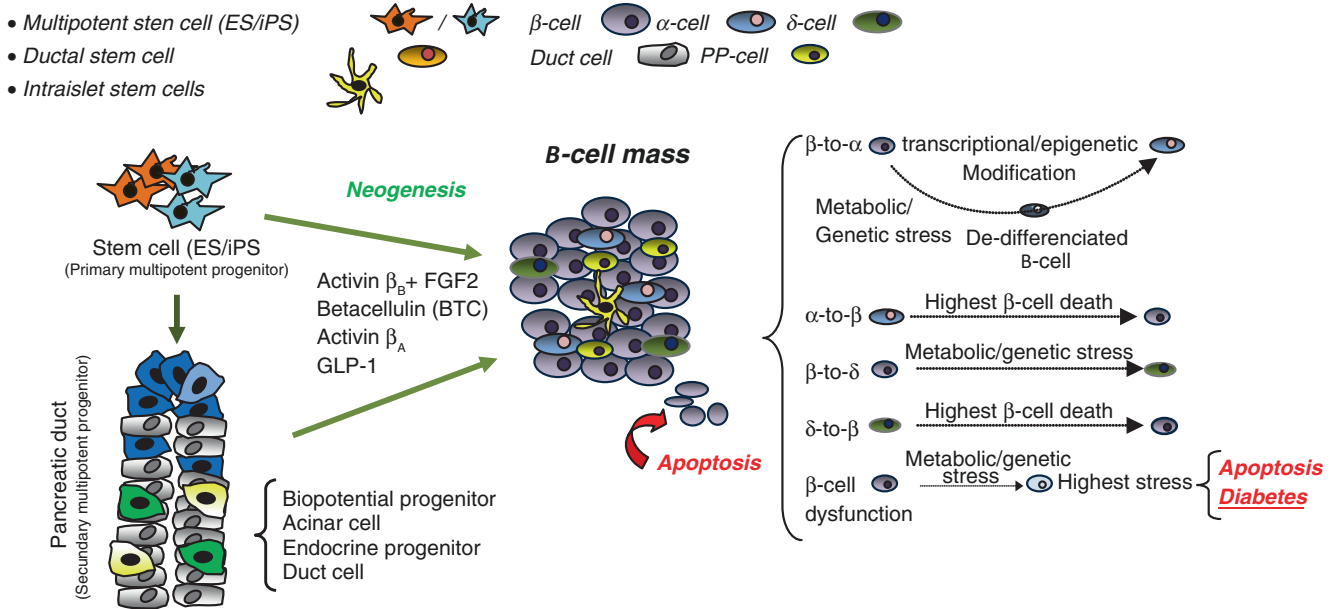 • Multipotent sten cell (ES/iPS) / β-cell α-cell δ-cell
• Ductal stem cell Duct cell PP-cell
• Intraislet stem cells
B-cell mass
Neogenesis
Stem cell (ES/iPS
(Primary multipotent progenitor)
Activin βB+ FGF2
Betacellulin (BTC)
Activin βA
GLP-1
Pancreatic duct
(Secundary multipotent progenitor)
Biopotential progenitor
Acinar cell
Endocrine progenitor
Duct cell
Apoptosis
β-to-α transcriptional/epigenetic
Modification
Metabolic/
Genetic stress
De-differenciated
B-cell
α-to-β Highest β-cell death
β-to-δ Metabolic/genetic stress
δ-to-β Highest β-cell death
β-cell
dysfunction
Metabolic/genetic
stress
Highest stress
Apoptosis
Diabetes